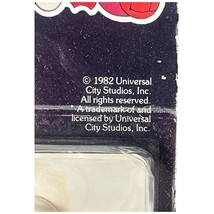 © 1982 Universal
City Studios, Inc.
All rights reserved.
A trademark of and
licensed by Universal
City Studios, Inc.